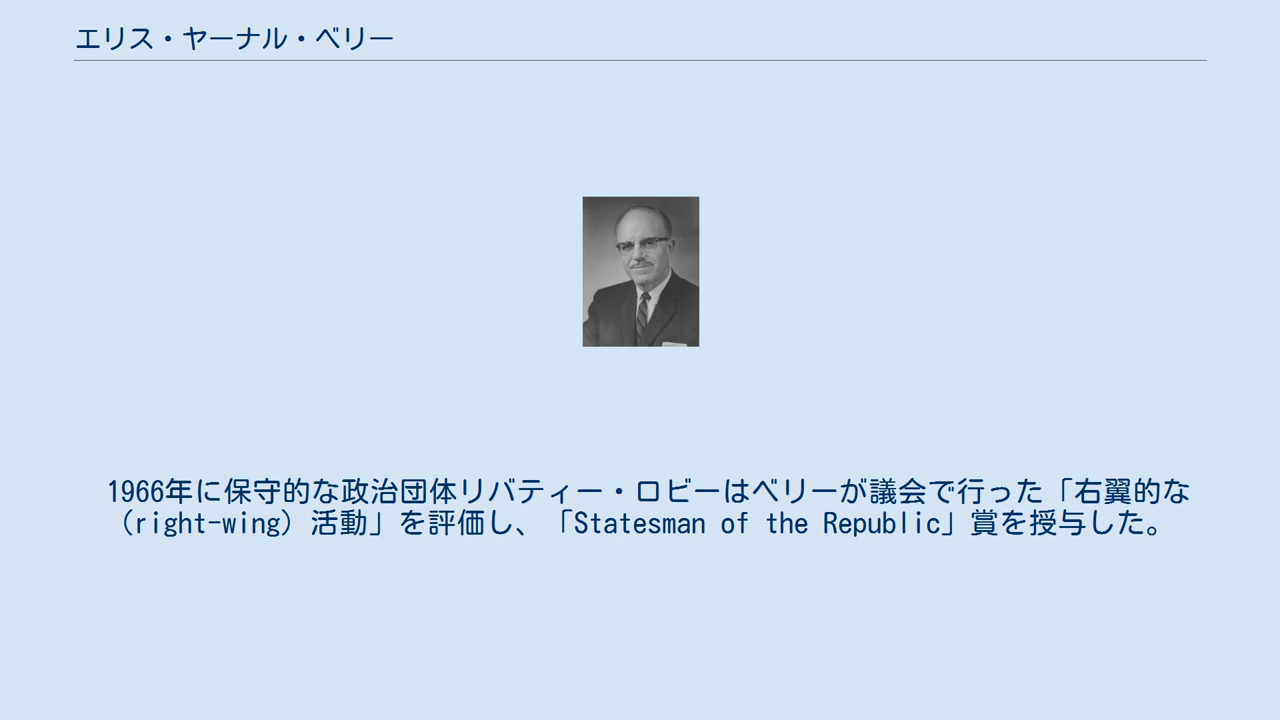 エリス・ヤーナル・ベリー
1966年に保守的な政治団体リバティー・ロビーはベリーが議会で行った「右翼的な
（right-wing）活動」を評価し、「Statesman of the Republic」賞を授与した。